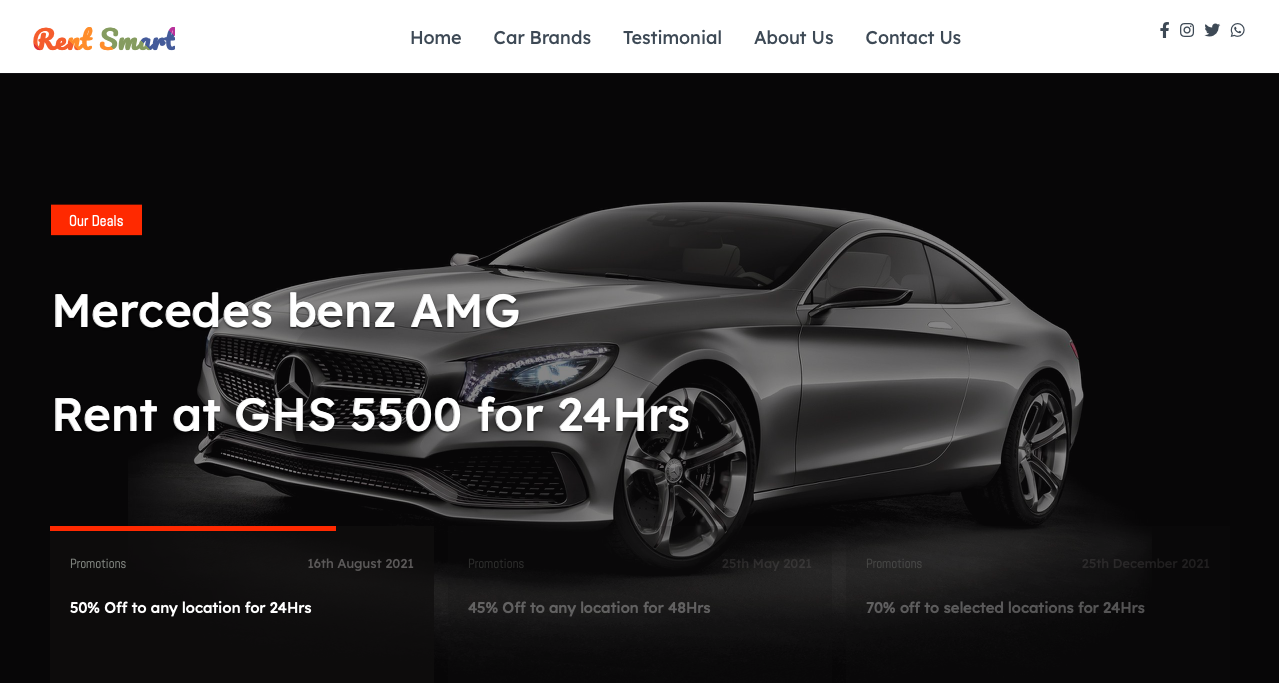 Rent Smart
Home
Car Brands
Testimonial
About Us
Contact Us
Our Deals
Mercedes benz AMG
Rent at GHS 5500 for 24Hrs
Promotions
16th August 2021
50% Off to any location for 24Hrs
Promotions
25th May 2021
45% Off to any location for 48Hrs
Promotions
25th December 2021
70% off to selected locations for 24Hrs